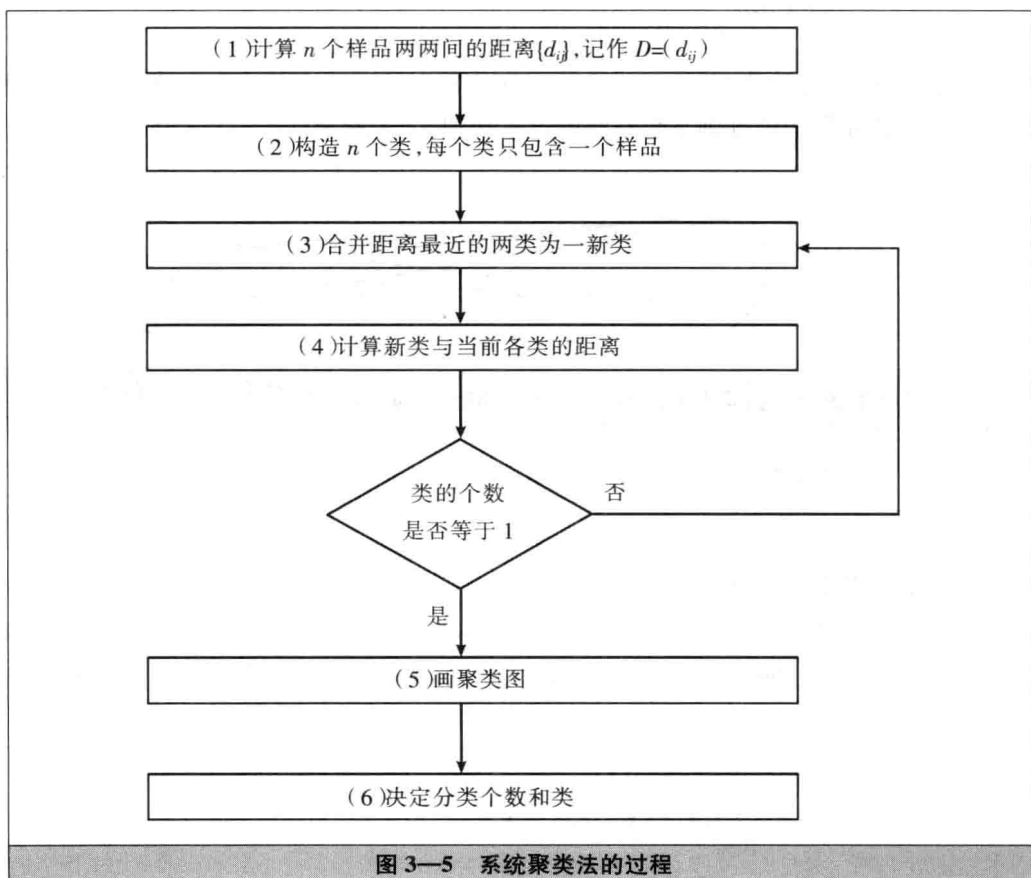 (1)计算 n 个样品两两间的距离{dij},记作 D=(dij)
(2)构造 n 个类,每个类只包含一个样品
(3)合并距离最近的两类为一新类
(4)计算新类与当前各类的距离
类的个数
是否等于 1
否
是
(5)画聚类图
(6)决定分类个数和类
图 3—5 系统聚类法的过程